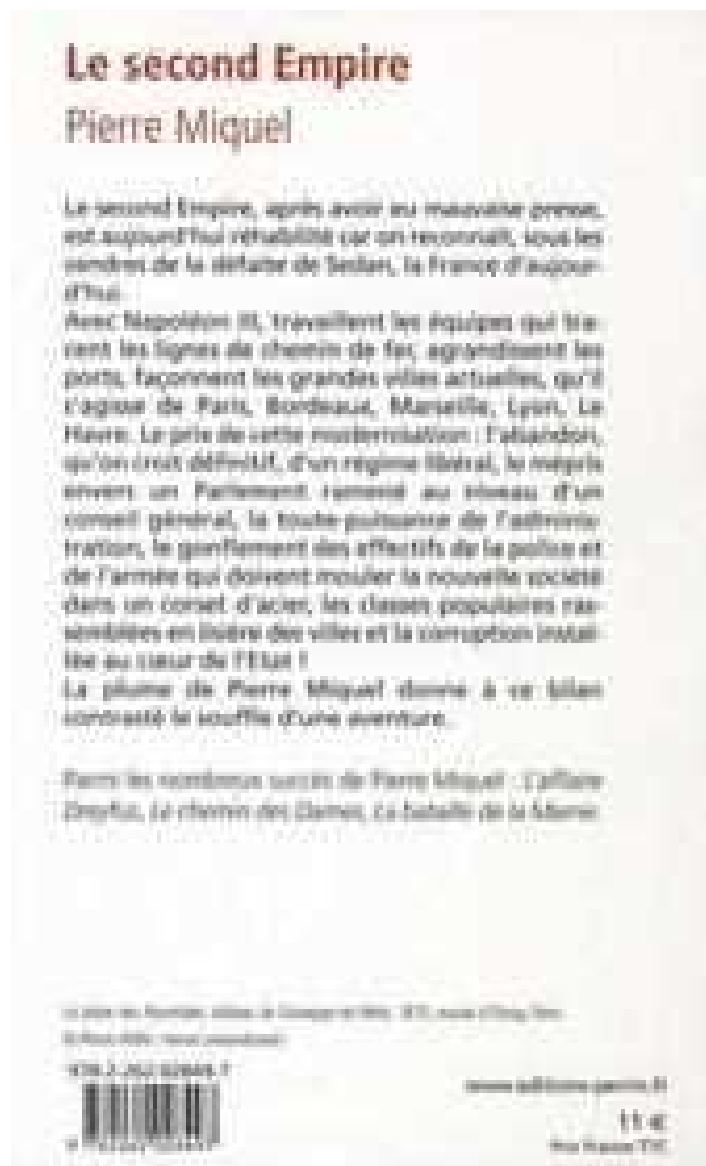 Le second Empire
Pierre Miquel
Le second Empire, après avoir eu mauvaise presse,
est aujourd'hui réhabilité car on reconnaît, sous les
cendres de la défaite de Sedan, la France d'aujour-
d'hui.
Avec Napoléon III, travaillent les équipes qui tra-
cent les lignes de chemin de fer, agrandissent les
ports, façonnent les grandes villes actuelles, qu'il
s'agisse de Paris, Bordeaux, Marseille, Lyon, Le
Havre. Le prix de cette modernisation : l'abandon,
qu'on croit définitif, d'un régime libéral, le mépris
envers un Parlement ramené au niveau d'un
conseil général, la toute-puissance de l'adminis-
tration, le gonflement des effectifs de la police et
de l'armée qui doivent mouler la nouvelle société
dans un corset d'acier, les classes populaires ras-
semblées en lisière des villes et la corruption instal-
lée au cœur de l'Etat !
La plume de Pierre Miquel donne à ce bilan
contrasté le souffle d'une aventure.
Parmi les nombreux succès de Pierre Miquel : L'affaire
Dreyfus, Le chemin des Dames, La bataille de la Marne.
www.editions-perrin.fr
11 €
Prix France TTC